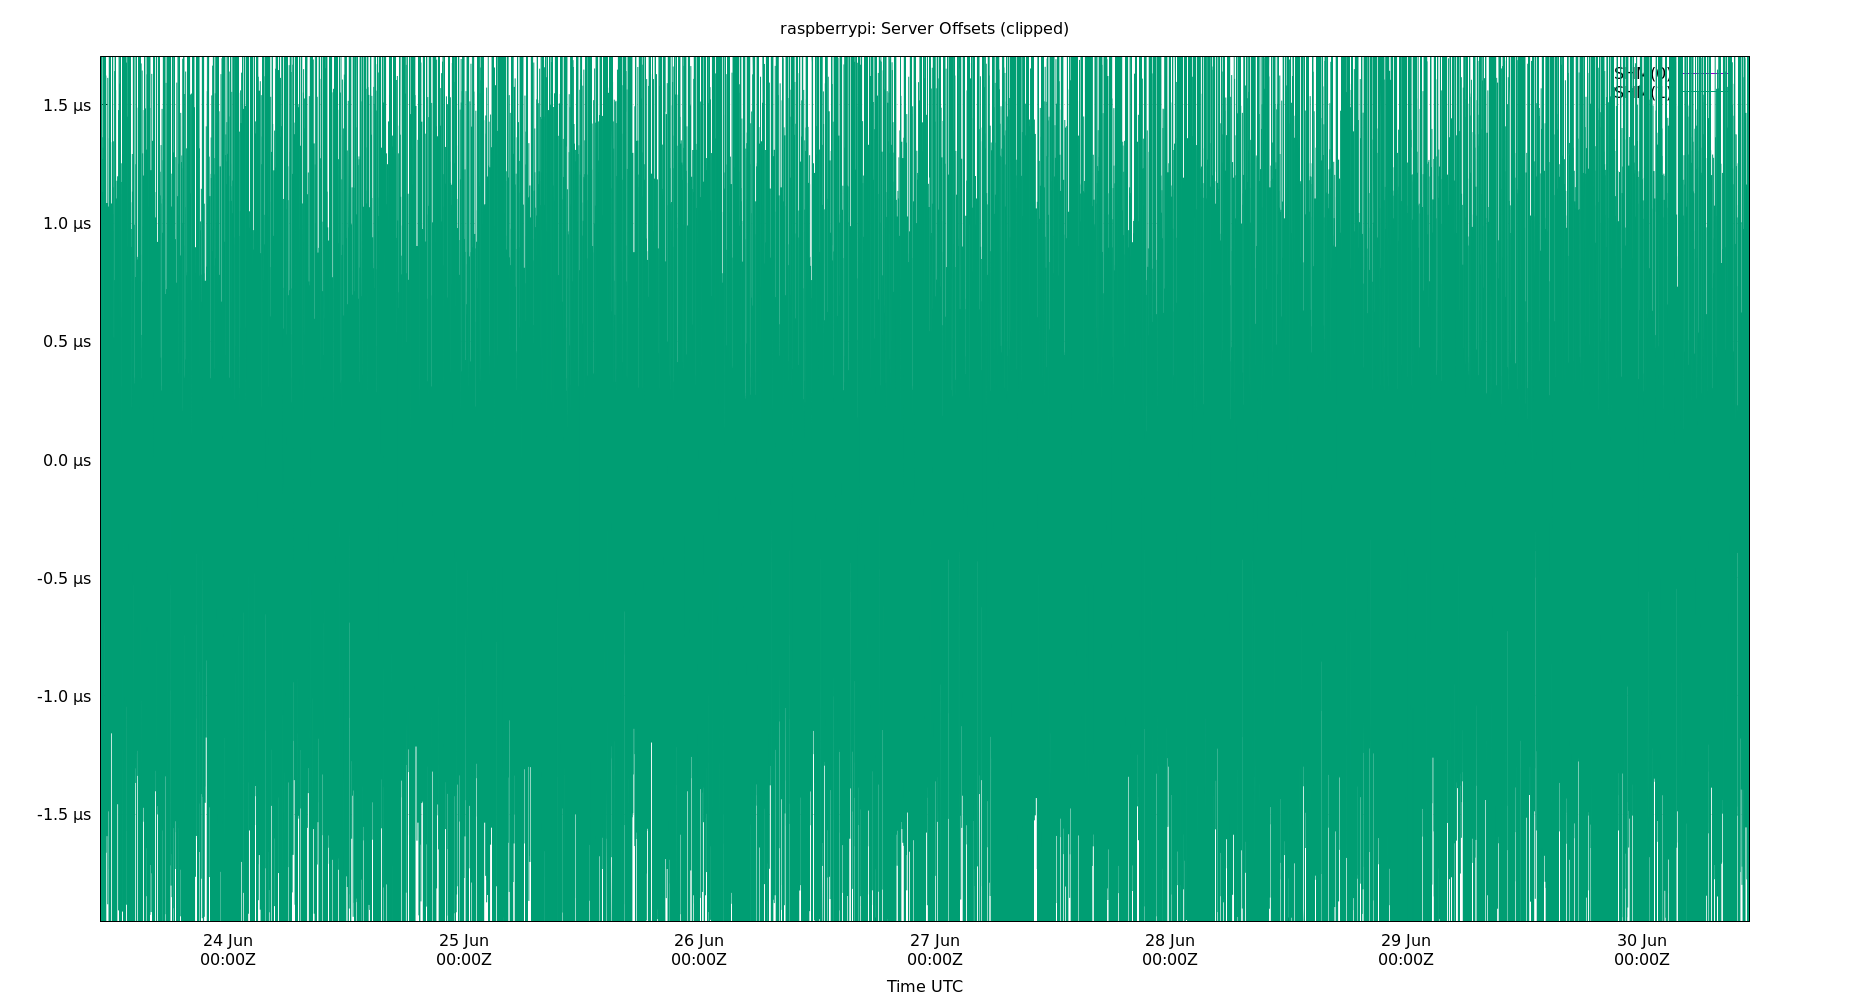 raspberrypi: Server Offsets (clipped)
SHM(0)
1.5 µs
1.0 µs
0.5 µs
0.0 µs
-0.5 µs
-1.0 µs
-1.5 µs
24 Jun
00:00Z
25 Jun
00:00Z
26 Jun
00:00Z
27 Jun
00:00Z
28 Jun
00:00Z
29 Jun
00:00Z
30 Jun
00:00Z
Time UTC